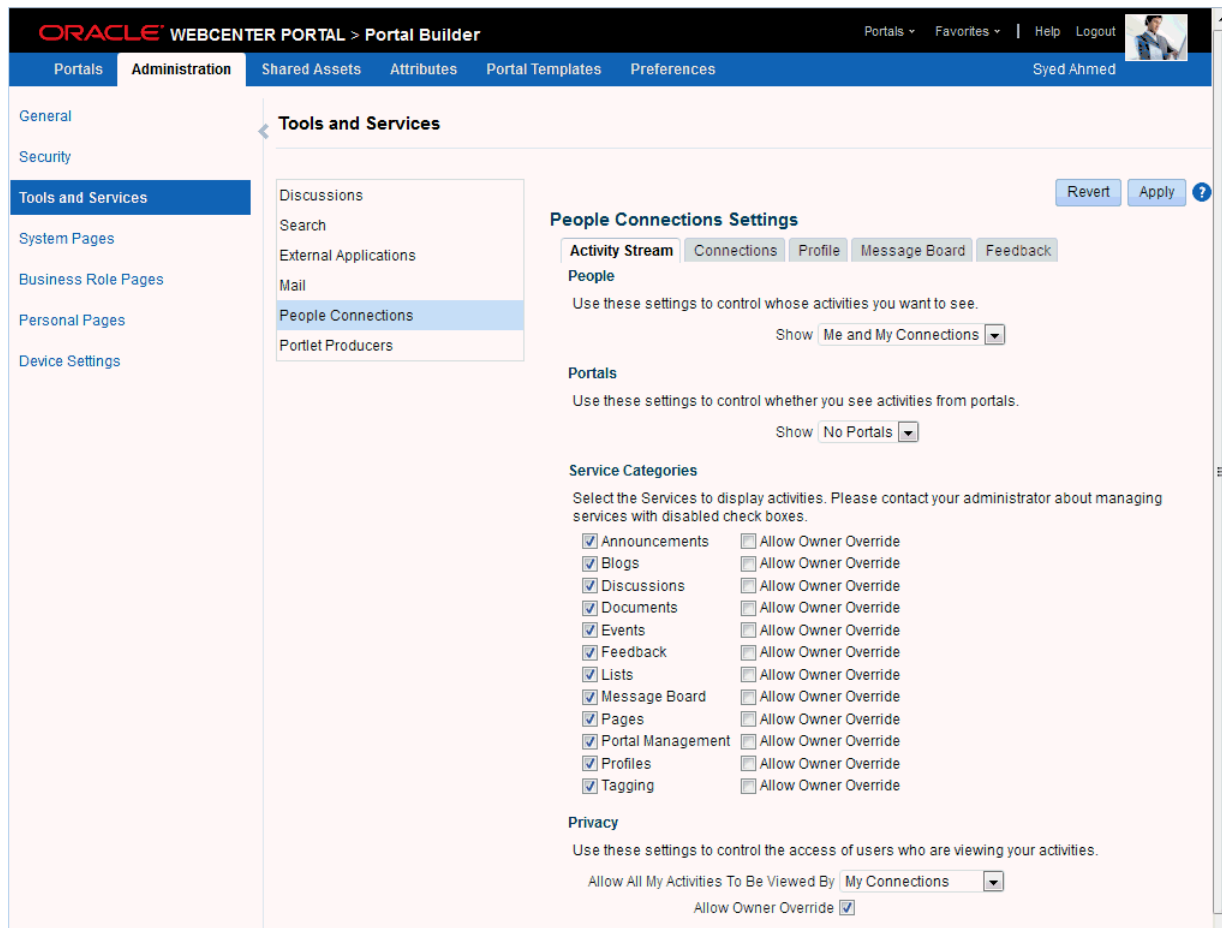 ORACLE WEBCENTER PORTAL > Portal Builder
Portals Favorites | Help Logout
Portals Administration Shared Assets Attributes Portal Templates Preferences Syed Ahmed
General
Security
Tools and Services
System Pages
Business Role Pages
Personal Pages
Device Settings
Tools and Services
Discussions
Search
External Applications
Mail
People Connections
Portlet Producers
Revert Apply ?
People Connections Settings
Activity Stream Connections Profile Message Board Feedback
People
Use these settings to control whose activities you want to see.
Show Me and My Connections
Portals
Use these settings to control whether you see activities from portals.
Show No Portals
Service Categories
Select the Services to display activities. Please contact your administrator about managing
services with disabled check boxes.
Announcements Allow Owner Override
Blogs Allow Owner Override
Discussions Allow Owner Override
Documents Allow Owner Override
Events Allow Owner Override
Feedback Allow Owner Override
Lists Allow Owner Override
Message Board Allow Owner Override
Pages Allow Owner Override
Portal Management Allow Owner Override
Profiles Allow Owner Override
Tagging Allow Owner Override
Privacy
Use these settings to control the access of users who are viewing your activities.
Allow All My Activities To Be Viewed By My Connections
Allow Owner Override